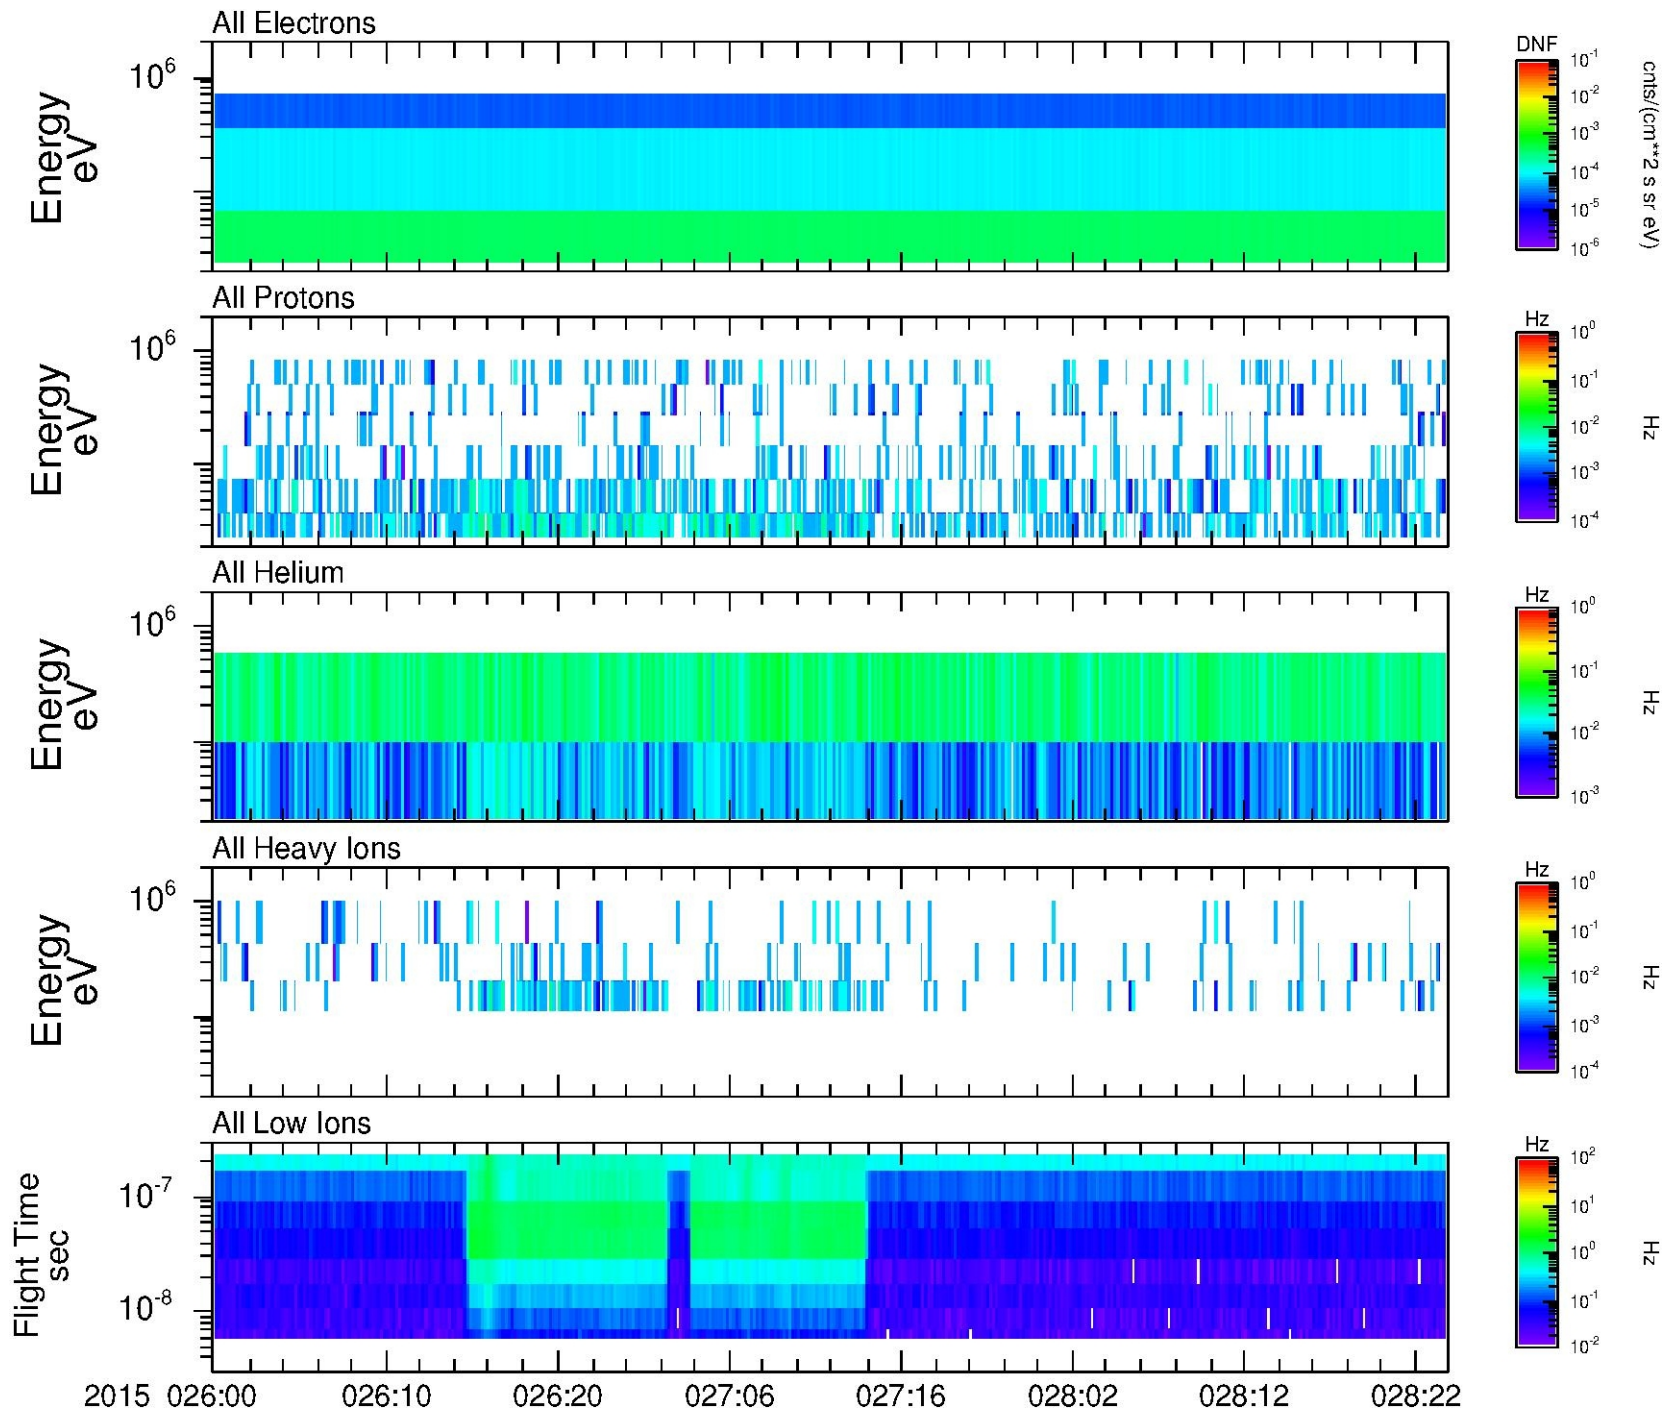 All Electrons
10^6
Energy
eV
DNF
10^-1
10^-2
10^-3
10^-4
10^-5
10^-6
cnts/(cm**2 s sr eV)
All Protons
10^6
Energy
eV
Hz
10^0
10^-1
10^-2
10^-3
10^-4
Hz
All Helium
10^6
Energy
eV
Hz
10^0
10^-1
10^-2
10^-3
Hz
All Heavy Ions
10^6
Energy
eV
Hz
10^0
10^-1
10^-2
10^-3
10^-4
Hz
All Low Ions
10^-7
10^-8
Flight Time
sec
Hz
10^2
10^1
10^0
10^-1
10^-2
Hz
2015 026:00 026:10 026:20 027:06 027:16 028:02 028:12 028:22